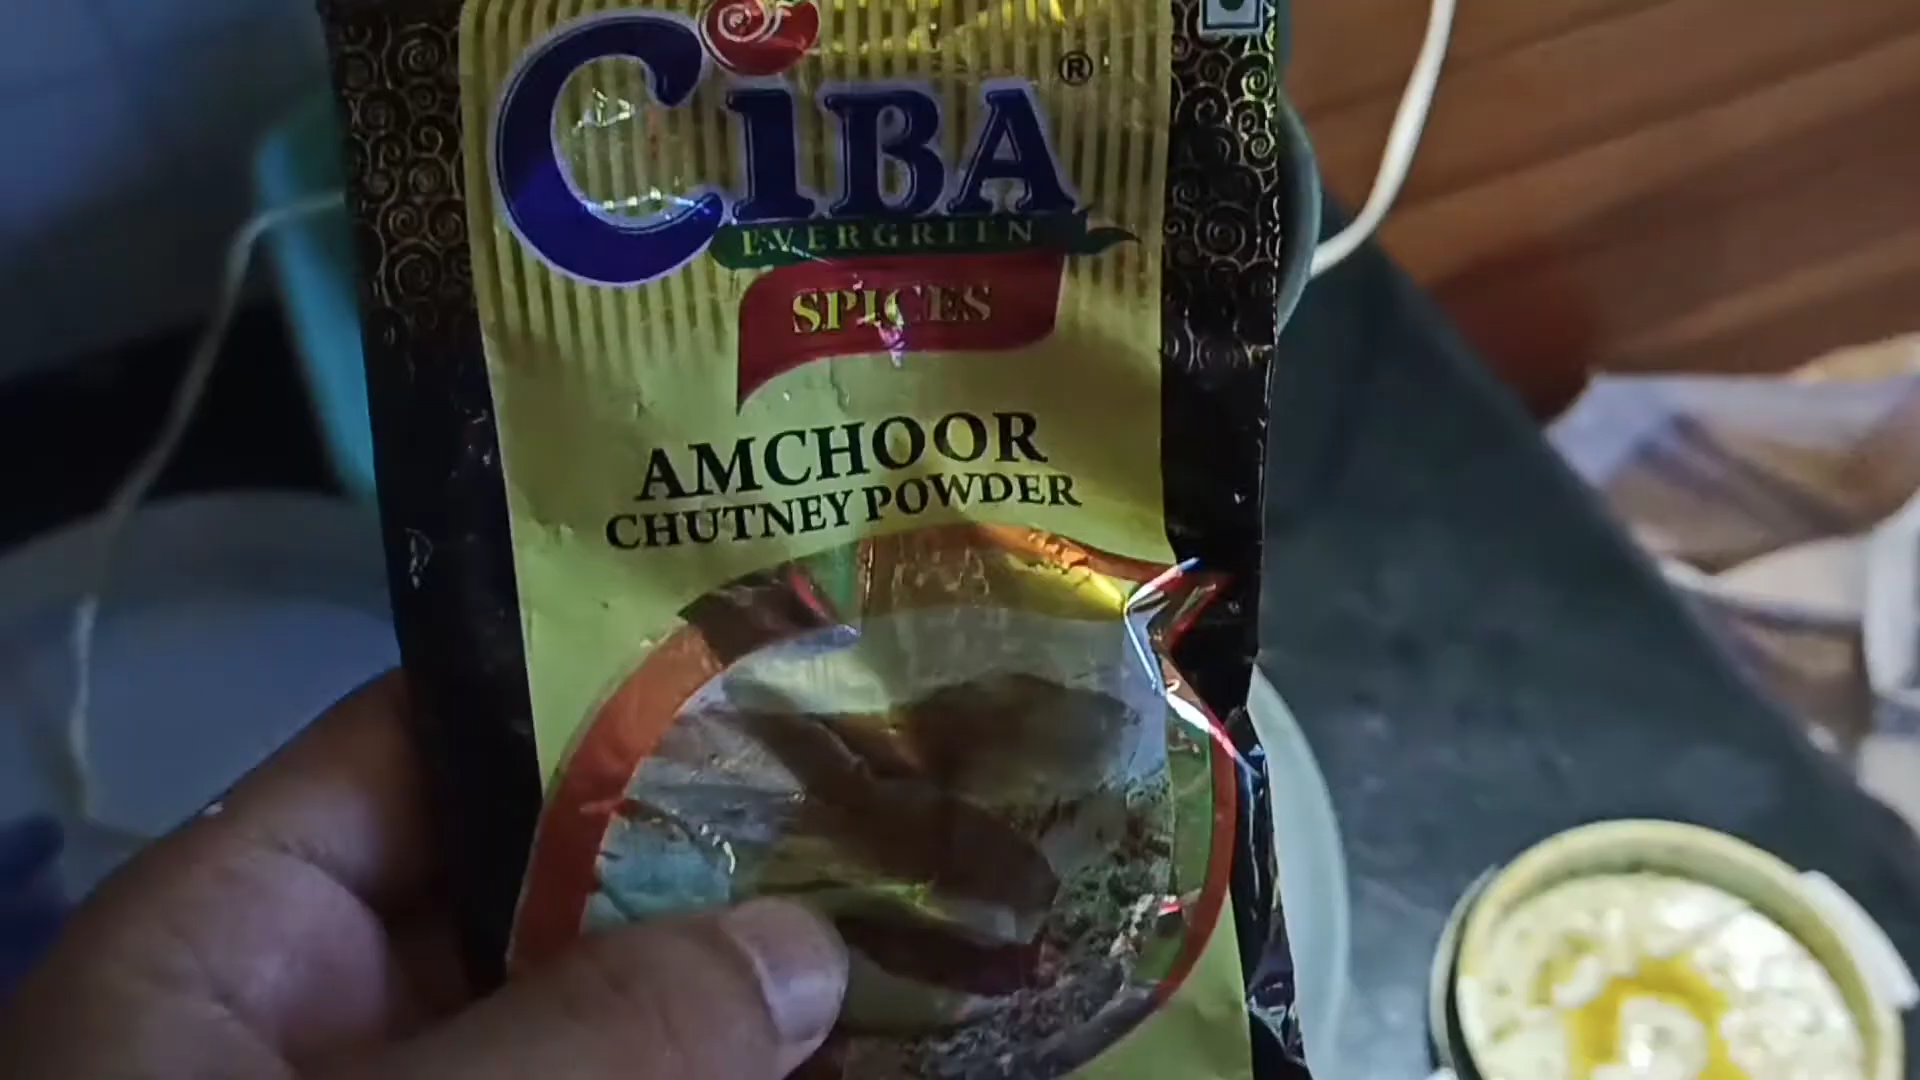 CiBA ®
EVERGREEN
SPICES
AMCHOOR
CHUTNEY POWDER